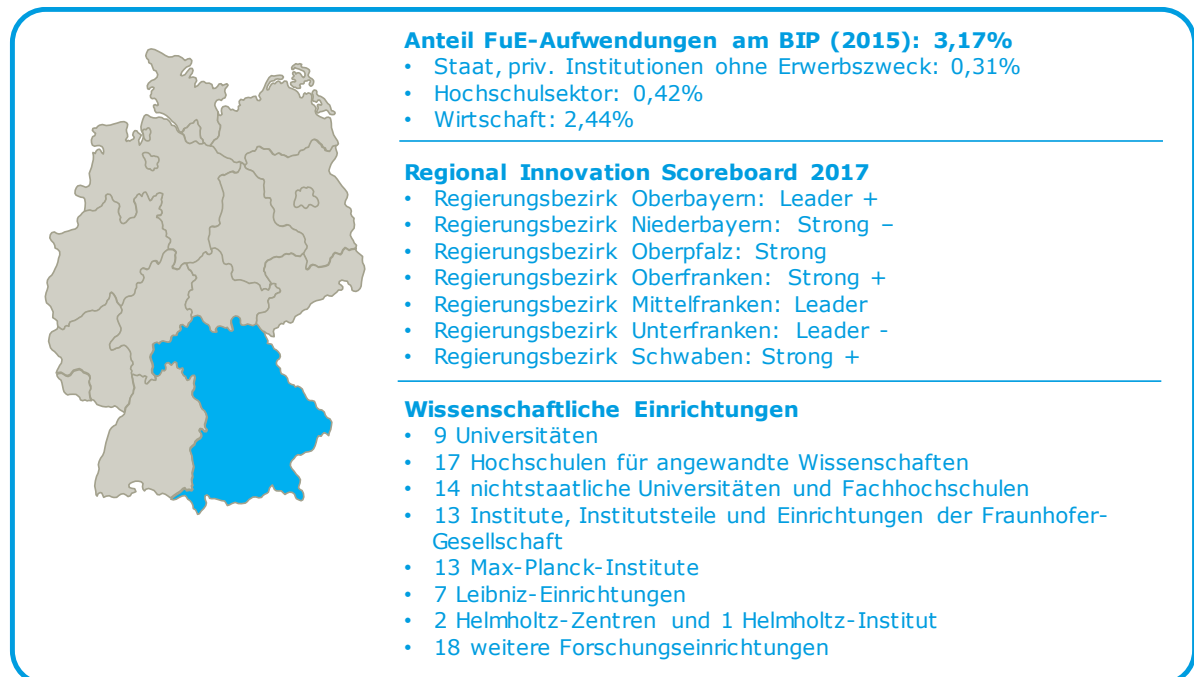 Anteil FuE-Aufwendungen am BIP (2015): 3,17%
• Staat, priv. Institutionen ohne Erwerbszweck: 0,31%
• Hochschulsektor: 0,42%
• Wirtschaft: 2,44%
Regional Innovation Scoreboard 2017
• Regierungsbezirk Oberbayern: Leader +
• Regierungsbezirk Niederbayern: Strong –
• Regierungsbezirk Oberpfalz: Strong
• Regierungsbezirk Oberfranken: Strong +
• Regierungsbezirk Mittelfranken: Leader
• Regierungsbezirk Unterfranken: Leader -
• Regierungsbezirk Schwaben: Strong +
Wissenschaftliche Einrichtungen
• 9 Universitäten
• 17 Hochschulen für angewandte Wissenschaften
• 14 nichtstaatliche Universitäten und Fachhochschulen
• 13 Institute, Institutsteile und Einrichtungen der Fraunhofer-
Gesellschaft
• 13 Max-Planck-Institute
• 7 Leibniz-Einrichtungen
• 2 Helmholtz-Zentren und 1 Helmholtz-Institut
• 18 weitere Forschungseinrichtungen